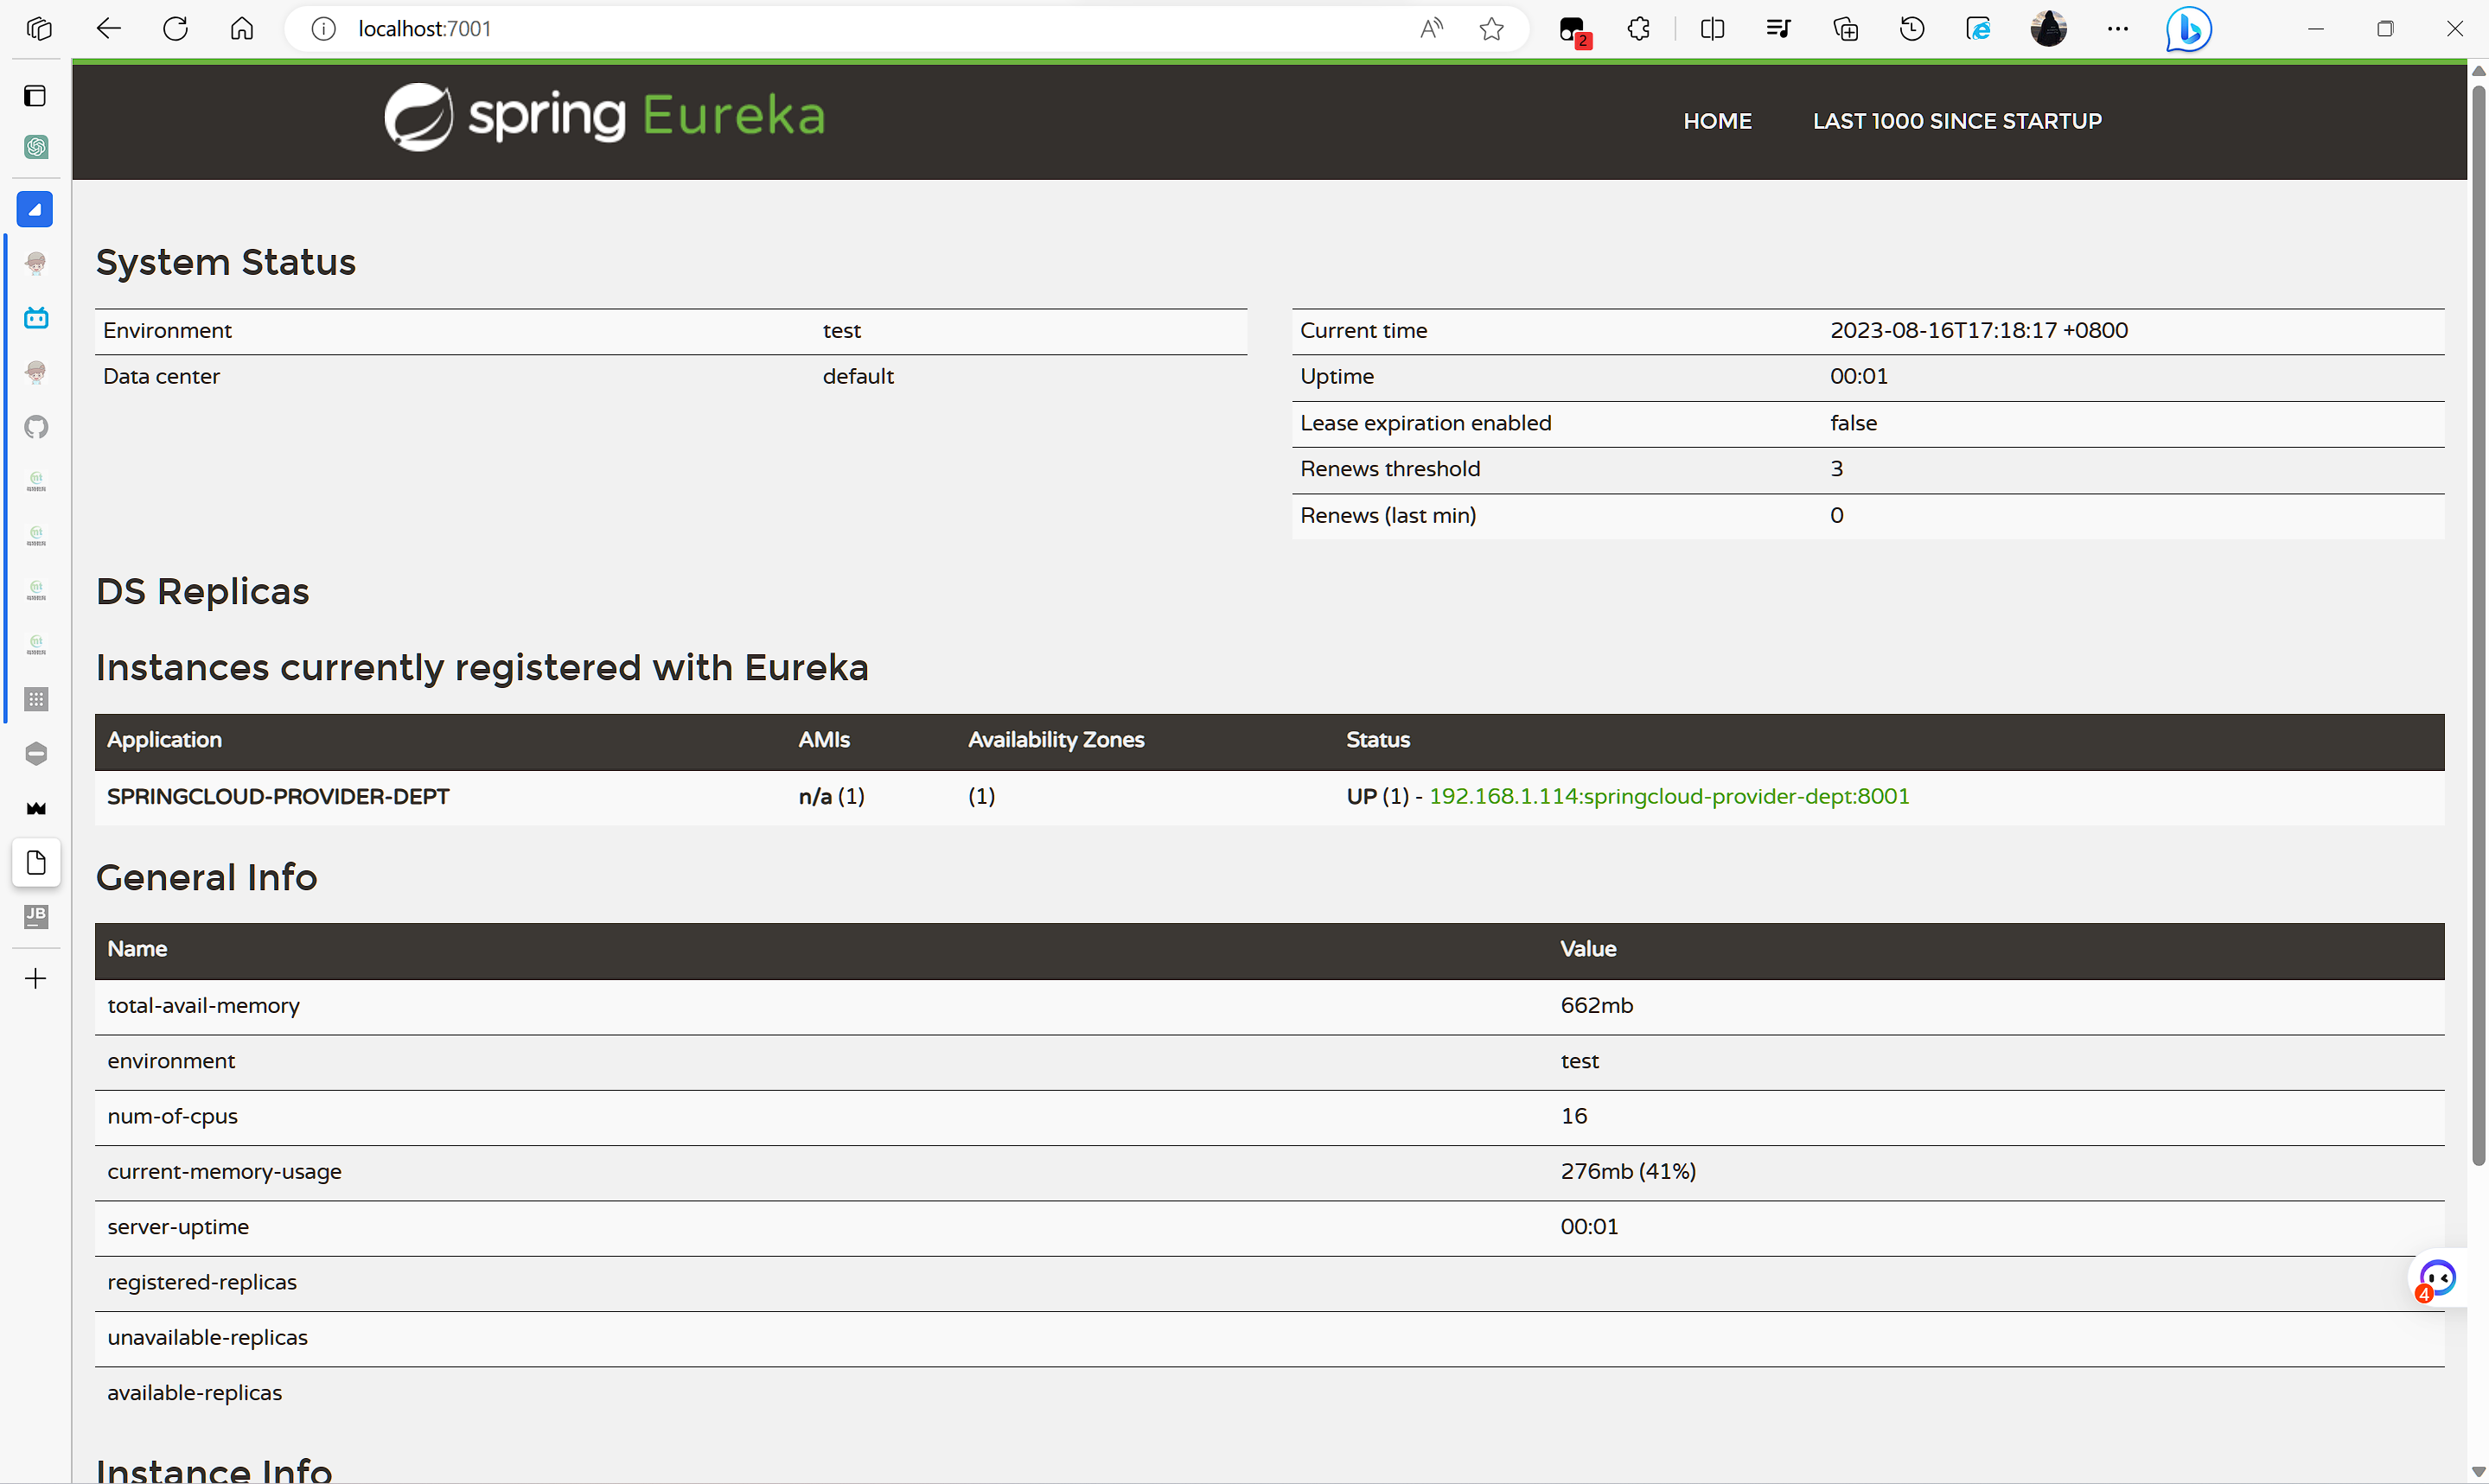 localhost:7001
2
spring Eureka
HOME LAST 1000 SINCE STARTUP
System Status
Environment test
Data center default
Current time 2023-08-16T17:18:17 +0800
Uptime 00:01
Lease expiration enabled false
Renews threshold 3
Renews (last min) 0
DS Replicas
Instances currently registered with Eureka
Application AMIs Availability Zones Status
SPRINGCLOUD-PROVIDER-DEPT n/a (1) (1) UP (1) - 192.168.1.114:springcloud-provider-dept:8001
General Info
Name Value
total-avail-memory 662mb
environment test
num-of-cpus 16
current-memory-usage 276mb (41%)
server-uptime 00:01
registered-replicas
unavailable-replicas
available-replicas
Instance Info
JB
4